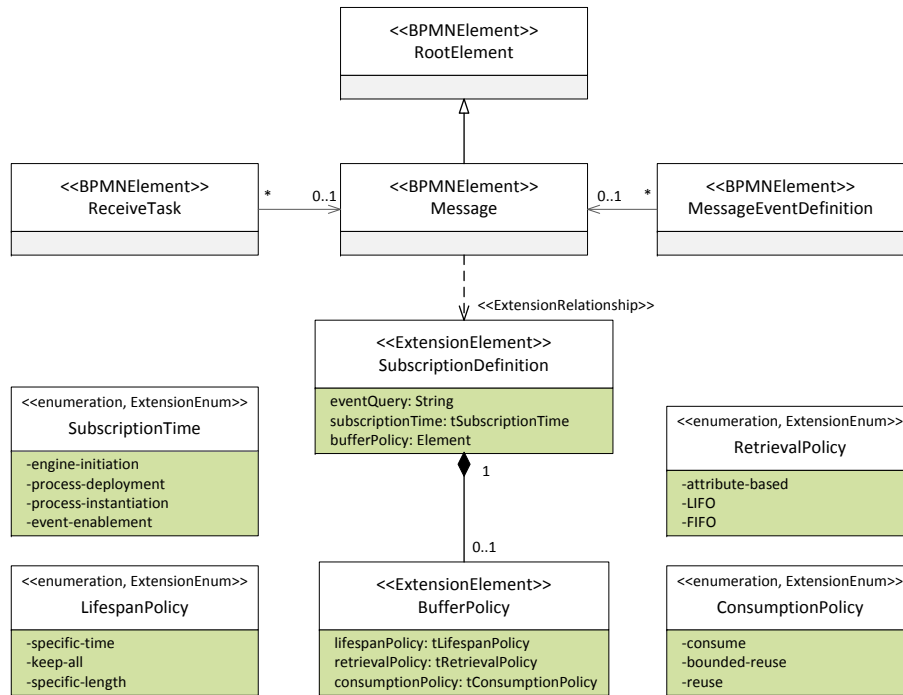 <<BPMNElement>>
RootElement
<<BPMNElement>>
ReceiveTask
*
0..1
<<BPMNElement>>
Message
0..1
*
<<BPMNElement>>
MessageEventDefinition
<<ExtensionRelationship>>
<<ExtensionElement>>
SubscriptionDefinition
eventQuery: String
subscriptionTime: tSubscriptionTime
bufferPolicy: Element
<<enumeration, ExtensionEnum>>
SubscriptionTime
-engine-initiation
-process-deployment
-process-instantiation
-event-enablement
1
0..1
<<enumeration, ExtensionEnum>>
RetrievalPolicy
-attribute-based
-LIFO
-FIFO
<<enumeration, ExtensionEnum>>
LifespanPolicy
-specific-time
-keep-all
-specific-length
<<ExtensionElement>>
BufferPolicy
lifespanPolicy: tLifespanPolicy
retrievalPolicy: tRetrievalPolicy
consumptionPolicy: tConsumptionPolicy
<<enumeration, ExtensionEnum>>
ConsumptionPolicy
-consume
-bounded-reuse
-reuse